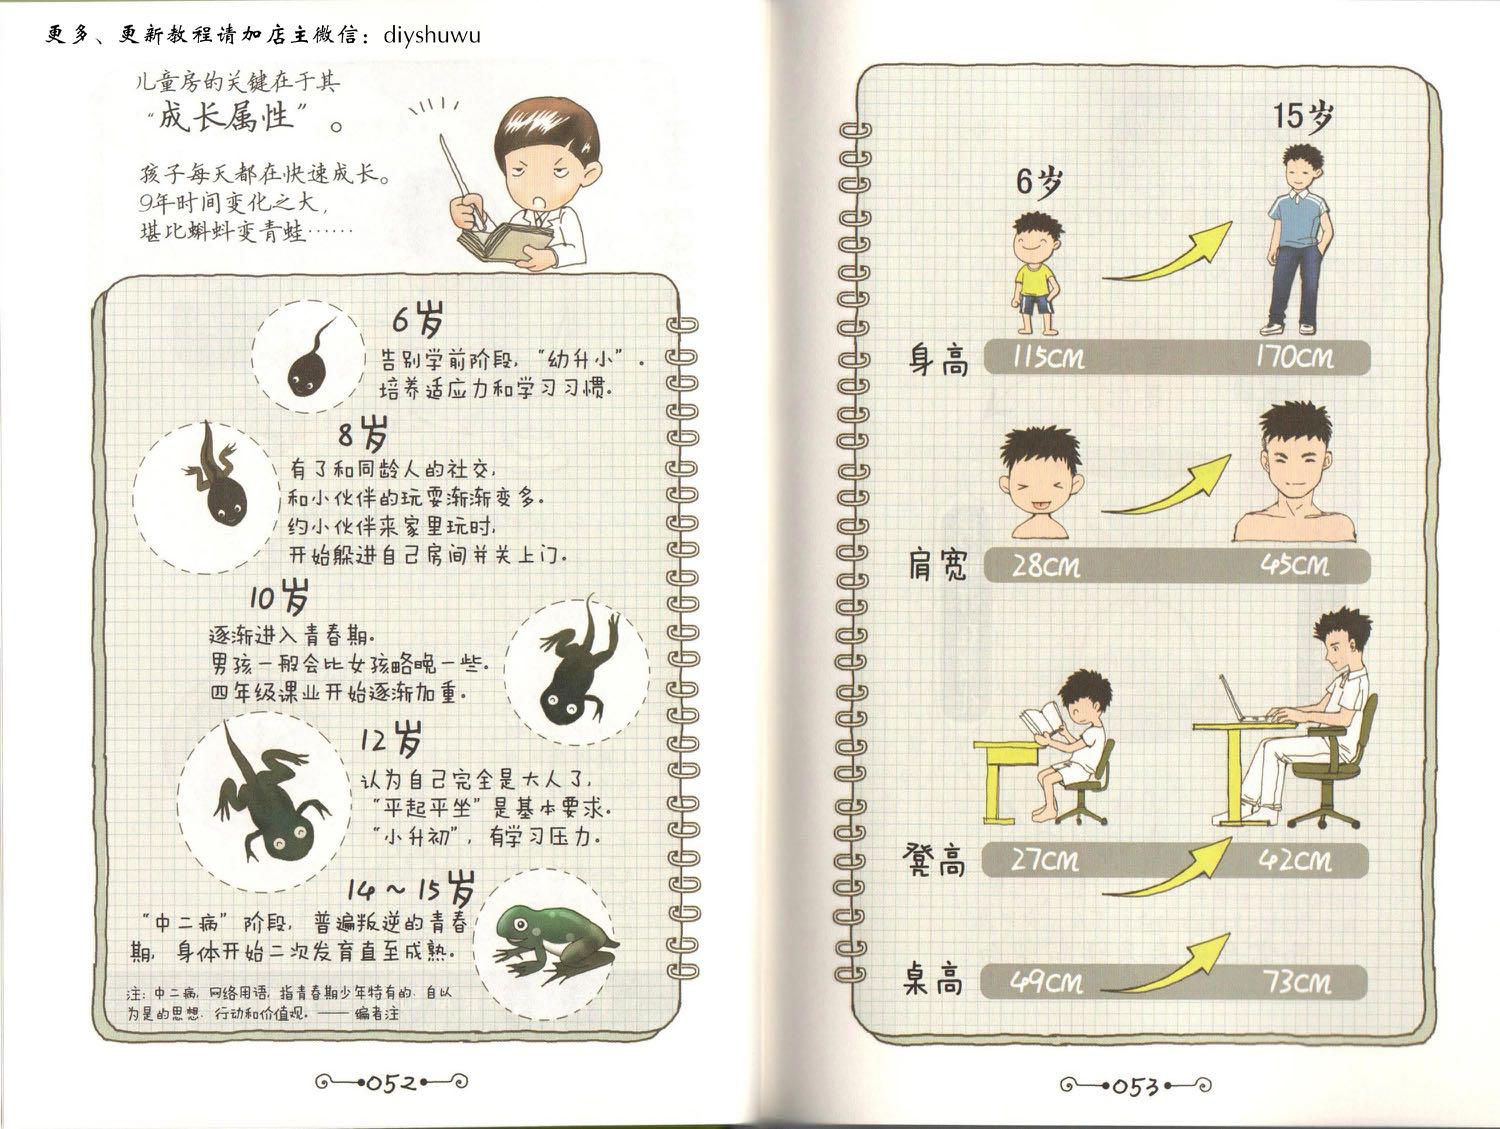 更多、更新教程请加店主微信：diyshuwu
儿童房的关键在于其
“成长属性”。
孩子每天都在快速成长。
9年时间变化之大，
堪比蝌蚪变青蛙……
6岁
告别学前阶段，“幼升小”。
培养适应力和学习习惯。
8岁
有了和同龄人的社交，
和小伙伴的玩耍渐渐变多。
约小伙伴来家里玩时，
开始躲进自己房间并关上门。
10岁
逐渐进入青春期。
男孩一般会比女孩略晚一些。
四年级课业开始逐渐加重。
12岁
认为自己完全是大人了，
“平起平坐”是基本要求。
“小升初”，有学习压力。
14～15岁
“中二病”阶段，普遍叛逆的青春
期，身体开始二次发育直至成熟。
注：中二病，网络用语，指青春期少年特有的、自以
为是的思想、行动和价值观。——编者注
052
6岁
15岁
身高 115CM 170CM
肩宽 28CM 45CM
凳高 27CM 42CM
桌高 49CM 73CM
053